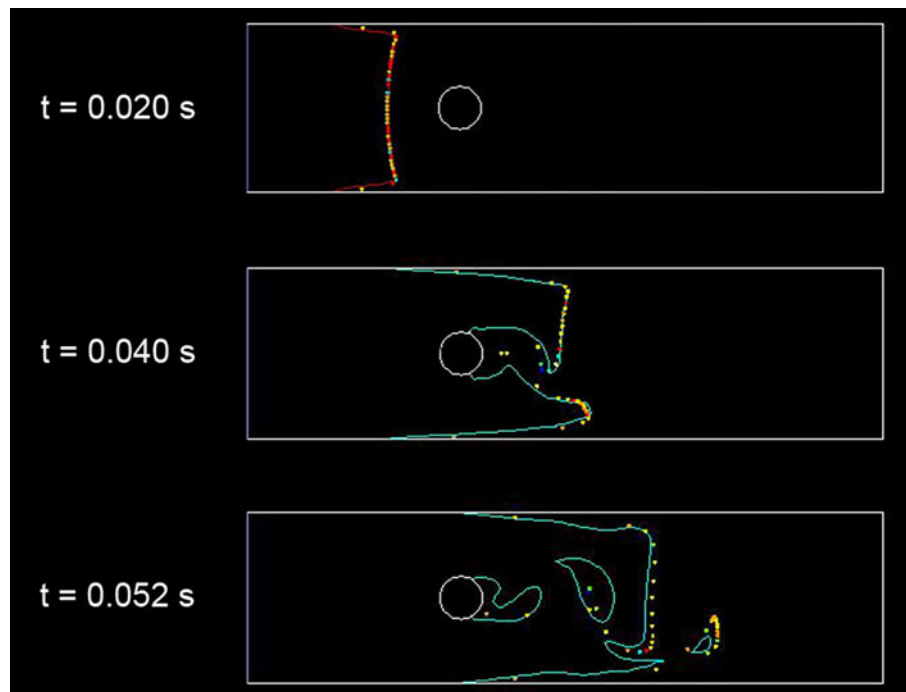 t = 0.020 s
t = 0.040 s
t = 0.052 s